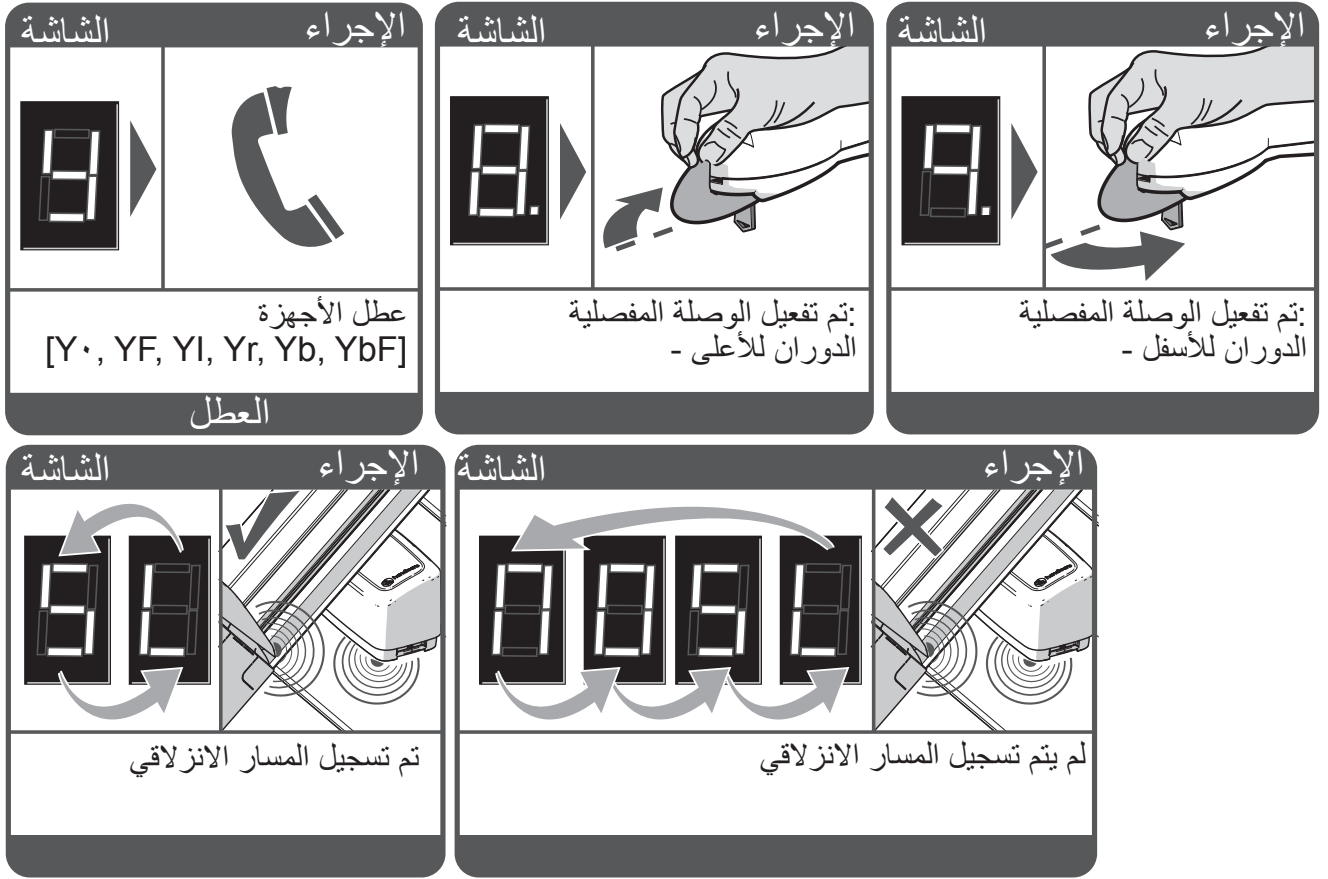 الإجراء الشاشة
عطل الأجهزة
[Y٠, YF, YI, Yr, Yb, YbF]
العطل
الإجراء الشاشة
تم تفعيل الوصلة المفصلية:
الدوران للأعلى -
الإجراء الشاشة
تم تفعيل الوصلة المفصلية:
الدوران للأسفل -
الإجراء الشاشة
تم تسجيل المسار الانزلاقي
الإجراء الشاشة
لم يتم تسجيل المسار الانزلاقي